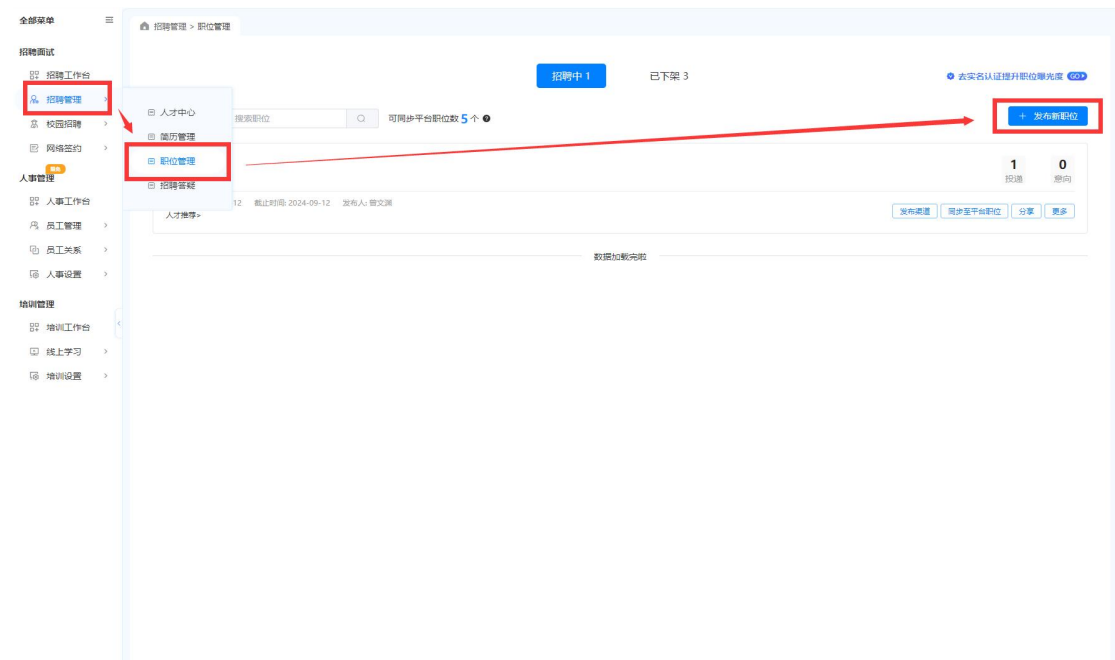 全部菜单
招聘管理 > 职位管理
招聘面试
招聘工作台
招聘管理
校园招聘
网络签约
人事管理
人事工作台
员工管理
员工关系
人事设置
培训管理
培训工作台
线上学习
培训设置
人才中心
简历管理
职位管理
招聘答疑
招聘中 1
已下架 3
去实名认证提升职位曝光度 GO
搜索职位
可同步平台职位数 5 个
+ 发布新职位
1
投递
0
意向
12 截止时间: 2024-09-12 发布人: 曾文渊
人才推荐>
发布渠道
同步至平台职位
分享
更多
数据加载完啦